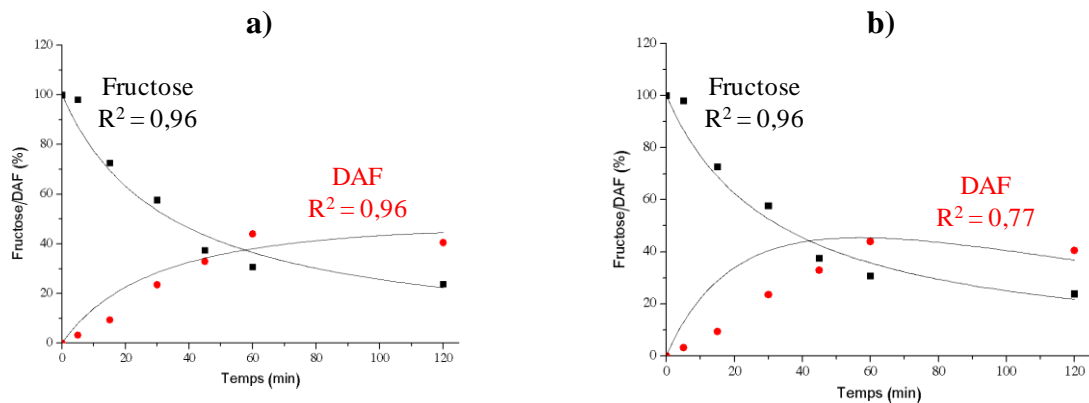 a)
120
100
80
60
40
20
0
Fructose/DAF (%)
Fructose
R² = 0,96
DAF
R² = 0,96
0 20 40 60 80 100 120
Temps (min)
b)
120
100
80
60
40
20
0
Fructose/DAF (%)
Fructose
R² = 0,96
DAF
R² = 0,77
0 20 40 60 80 100 120
Temps (min)